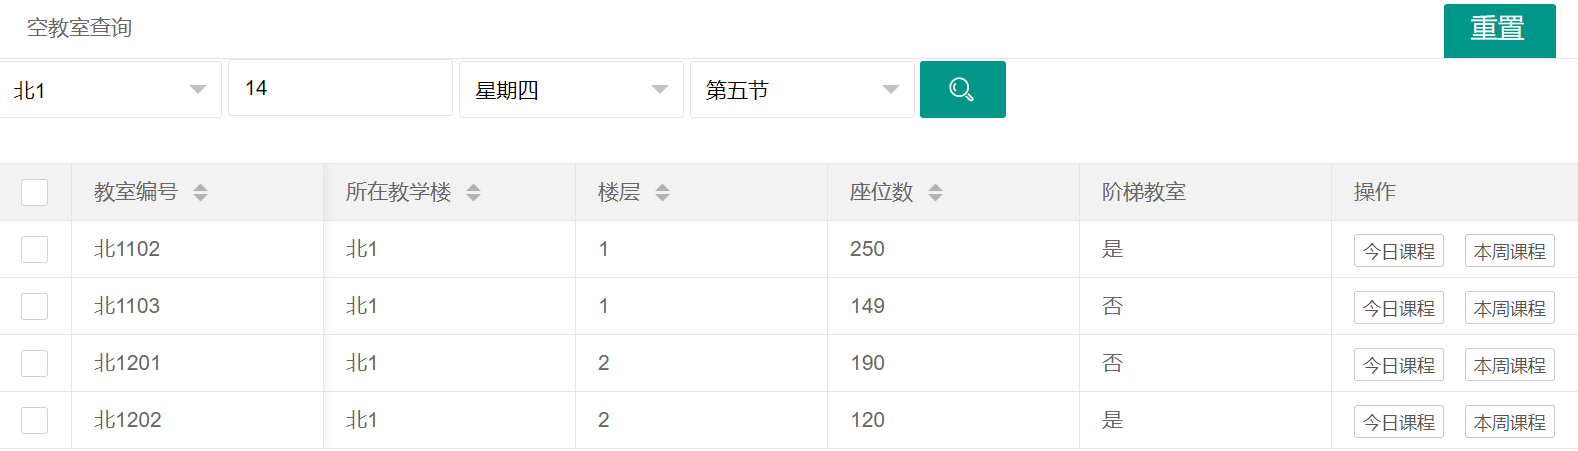 空教室查询 重置
北1 14 星期四 第五节
教室编号 所在教学楼 楼层 座位数 阶梯教室 操作
北1102 北1 1 250 是 今日课程 本周课程
北1103 北1 1 149 否 今日课程 本周课程
北1201 北1 2 190 否 今日课程 本周课程
北1202 北1 2 120 是 今日课程 本周课程